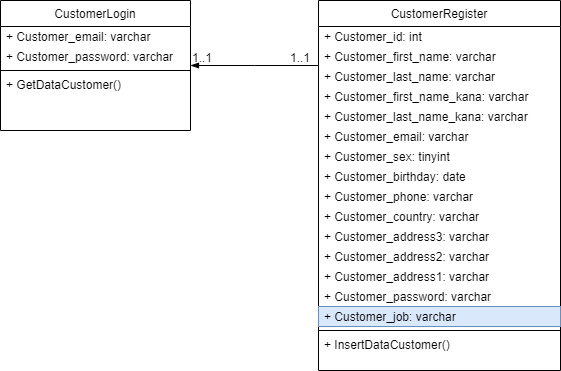 CustomerLogin
+ Customer_email: varchar
+ Customer_password: varchar
+ GetDataCustomer()
1..1
1..1
CustomerRegister
+ Customer_id: int
+ Customer_first_name: varchar
+ Customer_last_name: varchar
+ Customer_first_name_kana: varchar
+ Customer_last_name_kana: varchar
+ Customer_email: varchar
+ Customer_sex: tinyint
+ Customer_birthday: date
+ Customer_phone: varchar
+ Customer_country: varchar
+ Customer_address3: varchar
+ Customer_address2: varchar
+ Customer_address1: varchar
+ Customer_password: varchar
+ Customer_job: varchar
+ InsertDataCustomer()